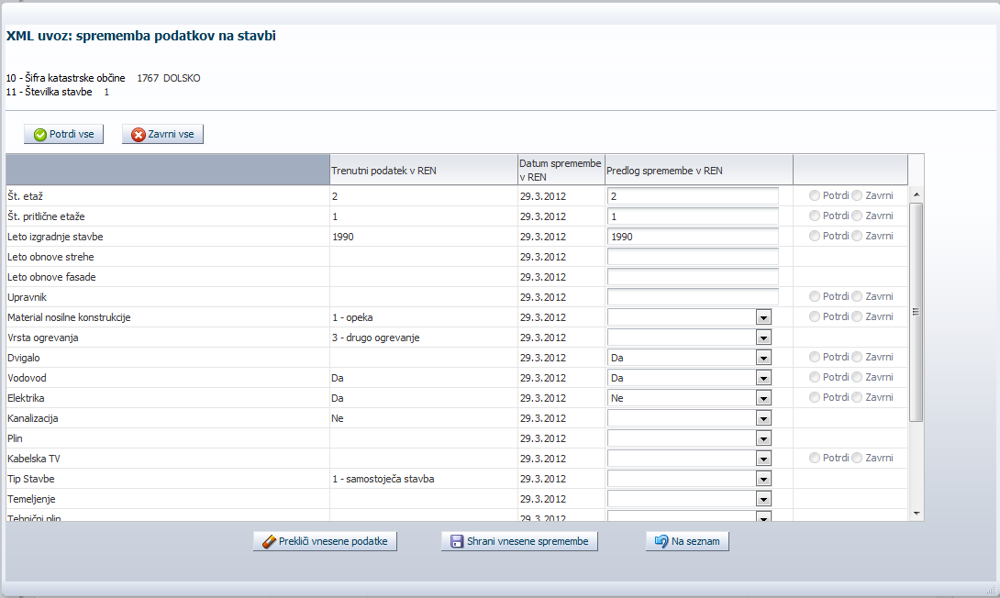 XML uvoz: sprememba podatkov na stavbi
10 - Šifra katastrske občine 1767 DOLSKO
11 - Številka stavbe 1
Potrdi vse Zavrni vse
Trenutni podatek v REN Datum spremembe v REN Predlog spremembe v REN
Št. etaž 2 29.3.2012 2 Potrdi Zavrni
Št. pritlične etaže 1 29.3.2012 1 Potrdi Zavrni
Leto izgradnje stavbe 1990 29.3.2012 1990 Potrdi Zavrni
Leto obnove strehe 29.3.2012
Leto obnove fasade 29.3.2012
Upravnik 29.3.2012 Potrdi Zavrni
Material nosilne konstrukcije 1 - opeka 29.3.2012 Potrdi Zavrni
Vrsta ogrevanja 3 - drugo ogrevanje 29.3.2012
Dvigalo 29.3.2012 Da Potrdi Zavrni
Vodovod Da 29.3.2012 Da Potrdi Zavrni
Elektrika Da 29.3.2012 Ne Potrdi Zavrni
Kanalizacija Ne 29.3.2012
Plin 29.3.2012
Kabelska TV 29.3.2012 Potrdi Zavrni
Tip Stavbe 1 - samostoječa stavba 29.3.2012
Temeljenje 29.3.2012
Tehnični plin 29.3.2012
Prekliči vnesene podatke Shrani vnesene spremembe Na seznam